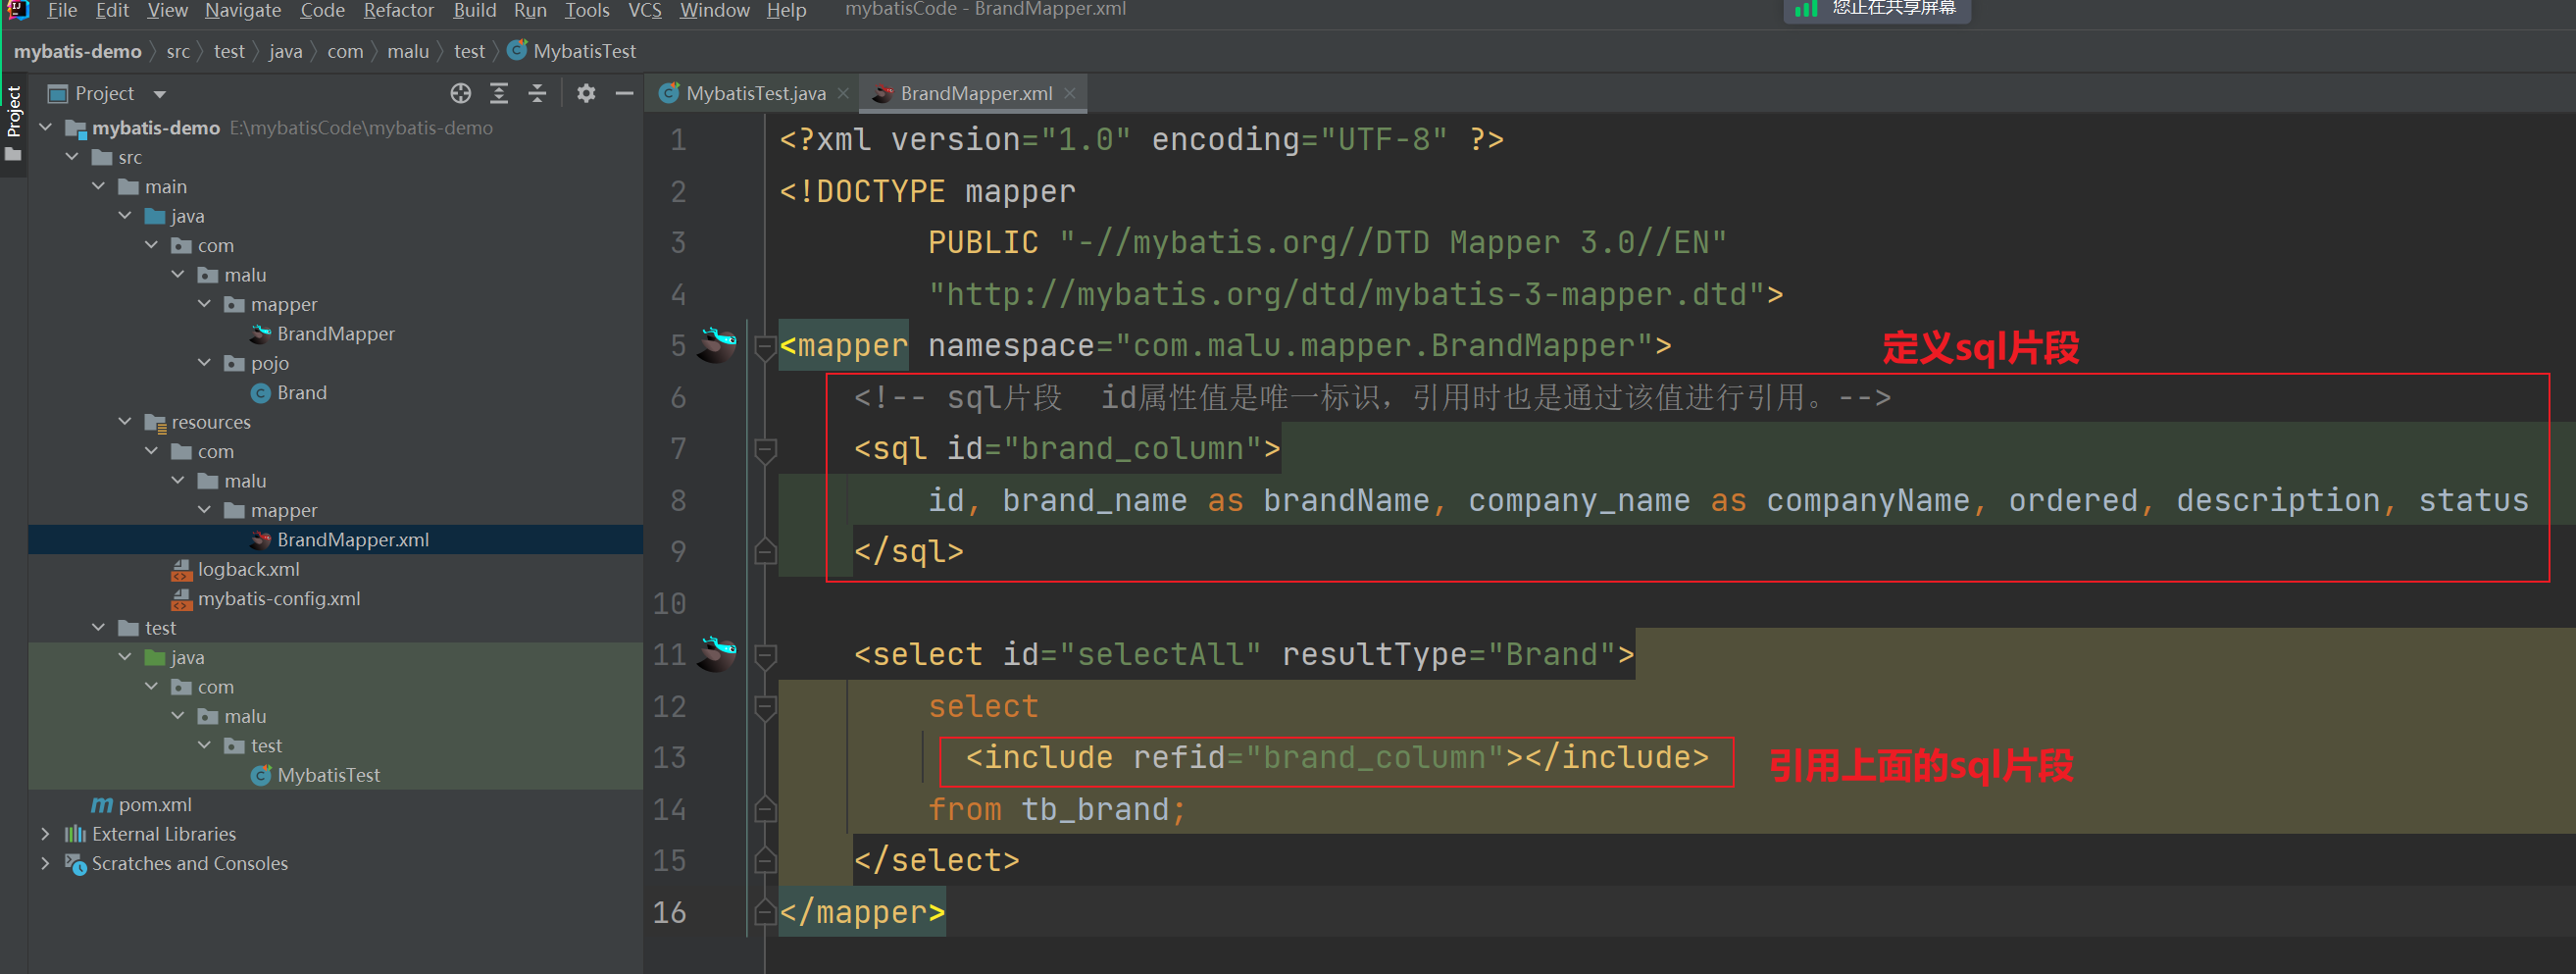 File Edit View Navigate Code Refactor Build Run Tools VCS Window Help mybatisCode - BrandMapper.xml 您正在共享屏幕
mybatis-demo src test java com malu test MybatisTest
Project
Project
MybatisTest.java BrandMapper.xml
mybatis-demo E:\mybatisCode\mybatis-demo
src
main
java
com
malu
mapper
BrandMapper
pojo
Brand
resources
com
malu
mapper
BrandMapper.xml
logback.xml
mybatis-config.xml
test
java
com
malu
test
MybatisTest
pom.xml
External Libraries
Scratches and Consoles
1 <?xml version="1.0" encoding="UTF-8" ?>
2 <!DOCTYPE mapper
3 PUBLIC "-//mybatis.org//DTD Mapper 3.0//EN"
4 "http://mybatis.org/dtd/mybatis-3-mapper.dtd">
5 <mapper namespace="com.malu.mapper.BrandMapper">
定义sql片段
6 <!-- sql片段  id属性值是唯一标识，引用时也是通过该值进行引用。-->
7 <sql id="brand_column">
8 id, brand_name as brandName, company_name as companyName, ordered, description, status
9 </sql>
10
11 <select id="selectAll" resultType="Brand">
12 select
13 <include refid="brand_column"></include>
引用上面的sql片段
14 from tb_brand;
15 </select>
16 </mapper>